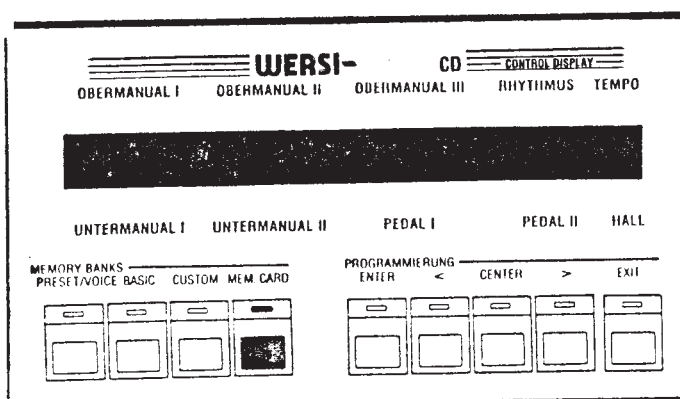 WERSI- CD CONTROL DISPLAY
OBERMANUAL I OBERMANUAL II OBERMANUAL III RHYTHMUS TEMPO
UNTERMANUAL I UNTERMANUAL II PEDAL I PEDAL II HALL
MEMORY BANKS PROGRAMMIERUNG
PRESET/VOICE BASIC CUSTOM MEM. CARD ENTER < CENTER > EXIT